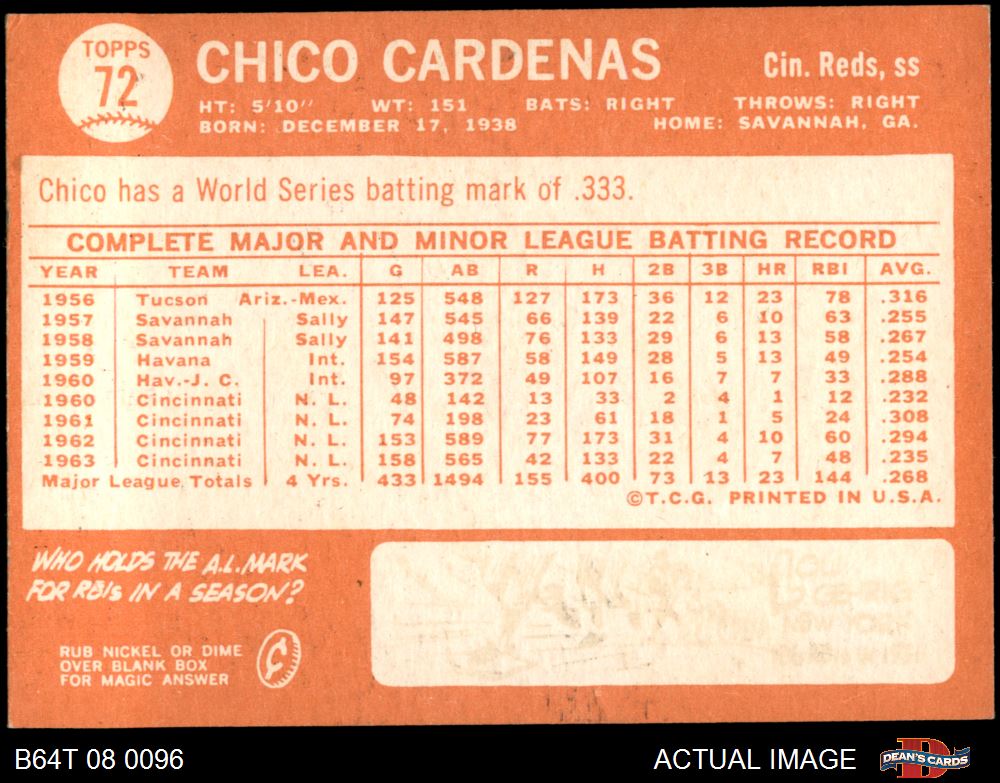 TOPPS
72
CHICO CARDENAS
Cin. Reds, ss
HT: 5'10" WT: 151 BATS: RIGHT THROWS: RIGHT
BORN: DECEMBER 17, 1938 HOME: SAVANNAH, GA.
Chico has a World Series batting mark of .333.
COMPLETE MAJOR AND MINOR LEAGUE BATTING RECORD
YEAR TEAM LEA. G AB R H 2B 3B HR RBI AVG.
1956 Tucson Ariz.-Mex. 125 548 127 173 36 12 23 78 .316
1957 Savannah Sally 147 545 66 139 22 6 10 63 .255
1958 Savannah Sally 141 498 76 133 29 6 13 58 .267
1959 Havana Int. 154 587 58 149 28 5 13 49 .254
1960 Hav.-J. C. Int. 97 372 49 107 16 7 7 33 .288
1960 Cincinnati N. L. 48 142 13 33 2 4 1 12 .232
1961 Cincinnati N. L. 74 198 23 61 18 1 5 24 .308
1962 Cincinnati N. L. 153 589 77 173 31 4 10 60 .294
1963 Cincinnati N. L. 158 565 42 133 22 4 7 48 .235
Major League Totals 4 Yrs. 433 1494 155 400 73 13 23 144 .268
©T.C.G. PRINTED IN U.S.A.
WHO HOLDS THE A.L. MARK
FOR RBIs IN A SEASON?
RUB NICKEL OR DIME
OVER BLANK BOX
FOR MAGIC ANSWER
¢
B64T 08 0096
ACTUAL IMAGE
DEAN'S CARDS